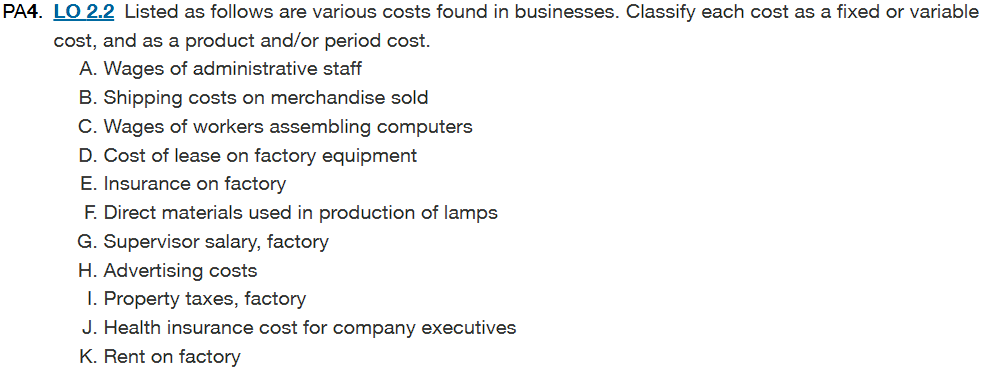 PA4. LO 2.2 Listed as follows are various costs found in businesses. Classify each cost as a fixed or variable
cost, and as a product and/or period cost.
A. Wages of administrative staff
B. Shipping costs on merchandise sold
C. Wages of workers assembling computers
D. Cost of lease on factory equipment
E. Insurance on factory
F. Direct materials used in production of lamps
G. Supervisor salary, factory
H. Advertising costs
I. Property taxes, factory
J. Health insurance cost for company executives
K. Rent on factory